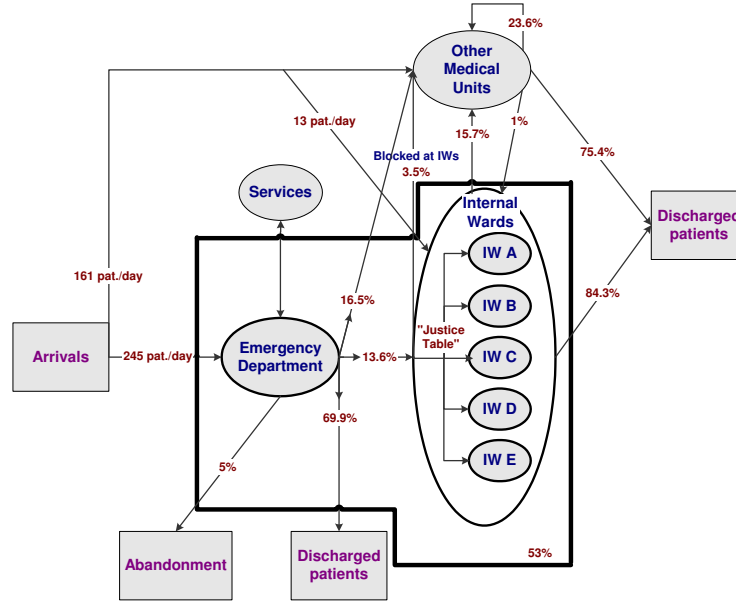 23.6%
Other
Medical
Units
13 pat./day
15.7%
1%
Blocked at IWs
3.5%
75.4%
Services
Internal
Wards
Discharged
patients
IW A
161 pat./day
84.3%
16.5%
IW B
"Justice
Table"
Arrivals
245 pat./day
Emergency
Department
13.6%
IW C
IW D
69.9%
5%
IW E
Abandonment
Discharged
patients
53%